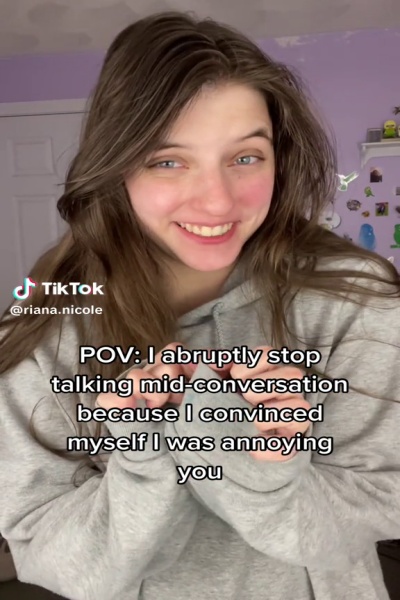 TikTok
@riana.nicole
POV: I abruptly stop
talking mid-conversation
because I convinced
myself I was annoying
you